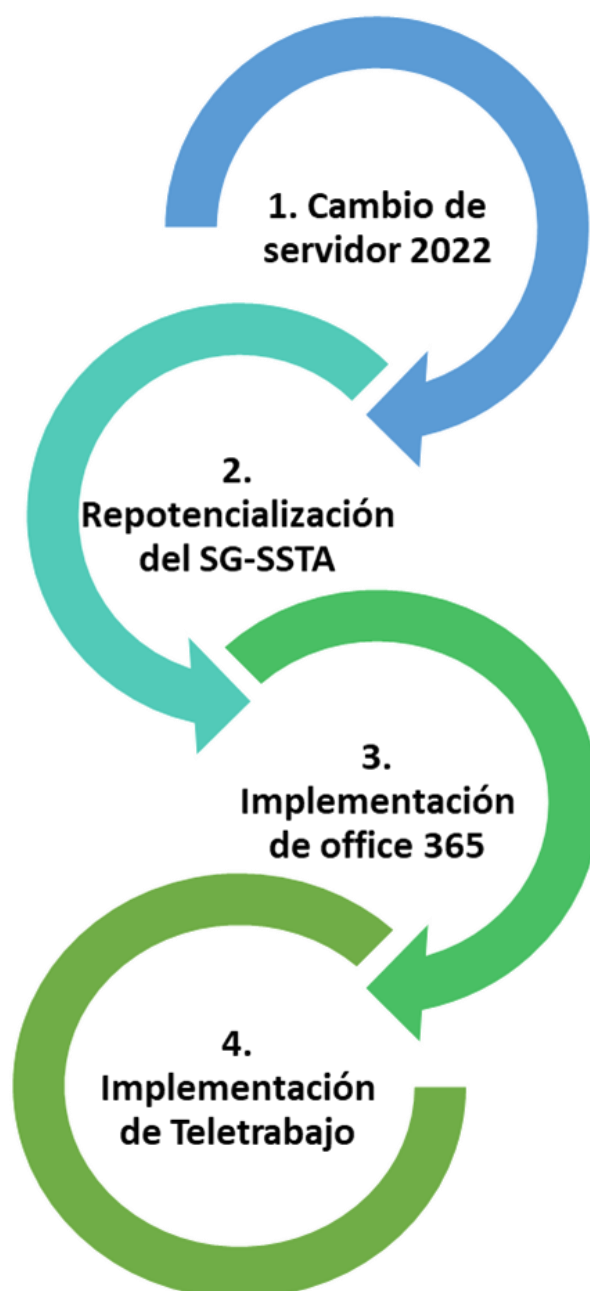 1. Cambio de
servidor 2022
2.
Repotencialización
del SG-SSTA
3.
Implementación
de office 365
4.
Implementación
de Teletrabajo